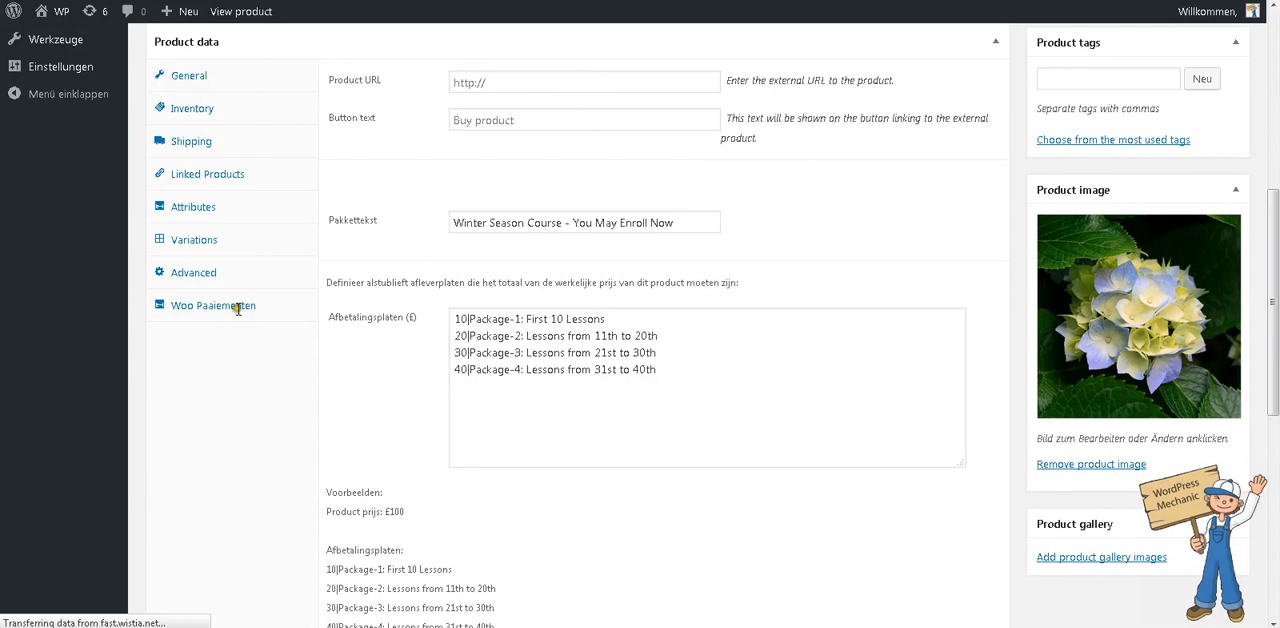 WP
6
0
Neu
View product
Willkommen,
Werkzeuge
Einstellungen
Menü einklappen
Product data
General
Inventory
Shipping
Linked Products
Attributes
Variations
Advanced
Woo Paaiementen
Product URL
http://
Enter the external URL to the product.
Button text
Buy product
This text will be shown on the button linking to the external
product.
Pakkettekst
Winter Season Course - You May Enroll Now
Definieer alstublieft afleverplaten die het totaal van de werkelijke prijs van dit product moeten zijn:
Afbetalingsplaten (£)
10|Package-1: First 10 Lessons
20|Package-2: Lessons from 11th to 20th
30|Package-3: Lessons from 21st to 30th
40|Package-4: Lessons from 31st to 40th
Voorbeelden:
Product prijs: £100
Afbetalingsplaten:
10|Package-1: First 10 Lessons
20|Package-2: Lessons from 11th to 20th
30|Package-3: Lessons from 21st to 30th
40|Package-4: Lessons from 31st to 40th
Product tags
Neu
Separate tags with commas
Choose from the most used tags
Product image
Bild zum Bearbeiten oder Ändern anklicken.
Remove product image
WordPress
Mechanic
Product gallery
Add product gallery images
Transferring data from fast.wistia.net...